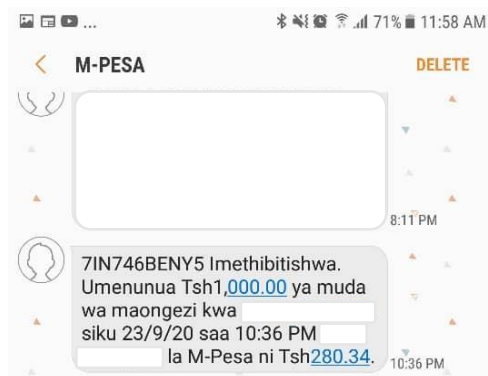 ... 71% 11:58 AM
M-PESA DELETE
8:11 PM
7IN746BENY5 Imethibitishwa.
Umenunua Tsh1,000.00 ya muda
wa maongezi kwa
siku 23/9/20 saa 10:36 PM
la M-Pesa ni Tsh280.34.
10:36 PM